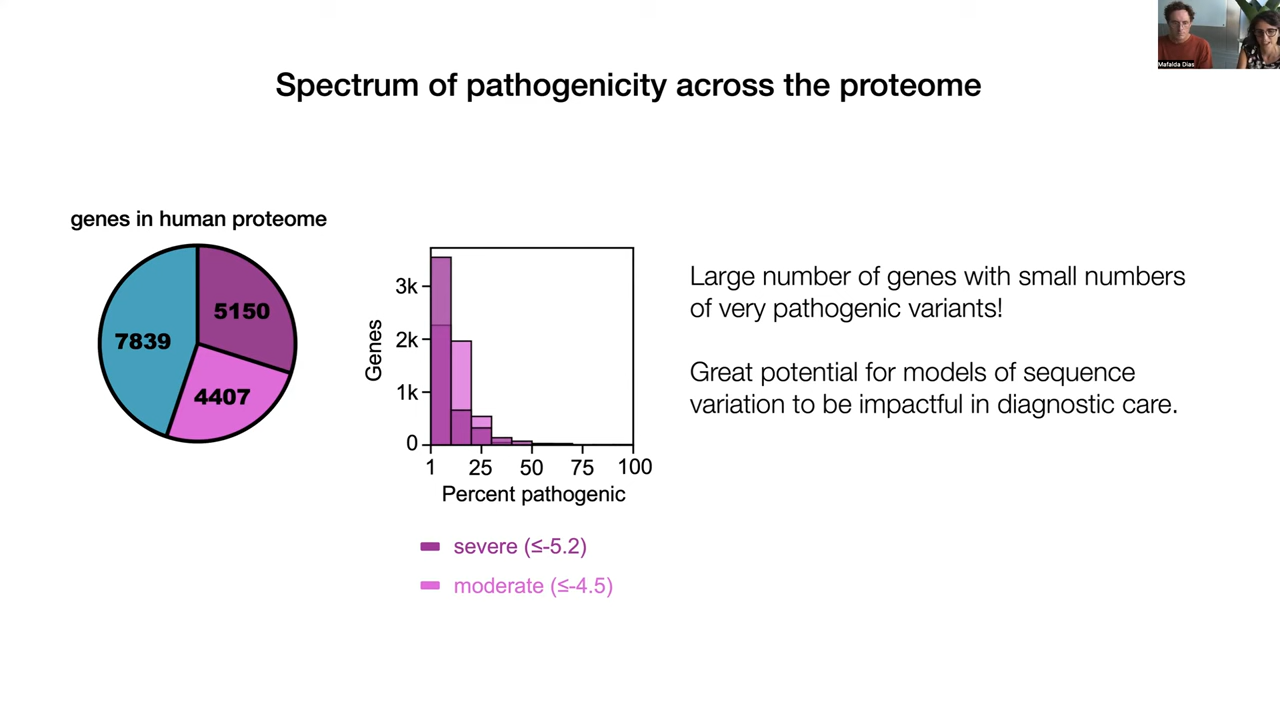 Mafalda Dias
Spectrum of pathogenicity across the proteome
genes in human proteome
5150
7839
4407
Genes
3k
2k
1k
0
1
25
50
75
100
Percent pathogenic
severe (≤-5.2)
moderate (≤-4.5)
Large number of genes with small numbers
of very pathogenic variants!
Great potential for models of sequence
variation to be impactful in diagnostic care.